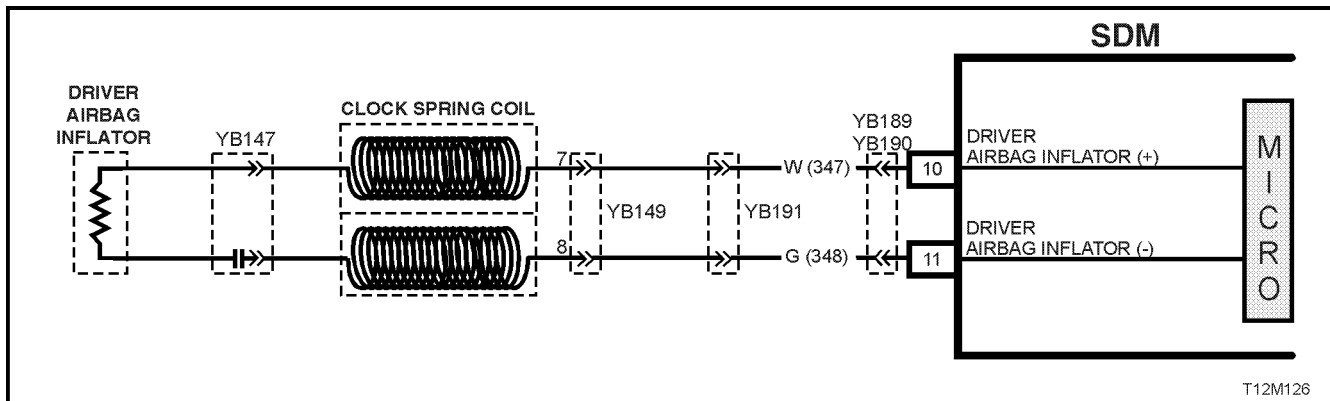 SDM
DRIVER
AIRBAG
INFLATOR
YB147
CLOCK SPRING COIL
7
8
YB149
YB191
W (347)
G (348)
YB189
YB190
10
11
DRIVER
AIRBAG INFLATOR (+)
DRIVER
AIRBAG INFLATOR (-)
M
I
C
R
O
T12M126